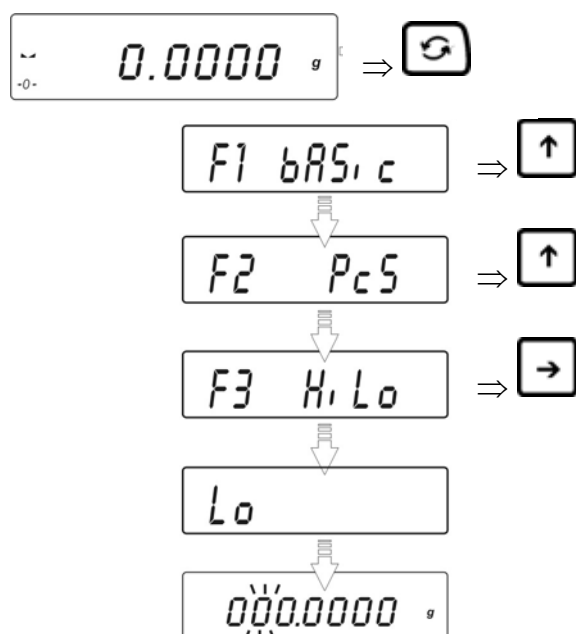 -0- 0.0000 g ⇒
F1 bASic ⇒ ↑
F2 PcS ⇒ ↑
F3 HiLo ⇒ →
Lo
000.0000 g